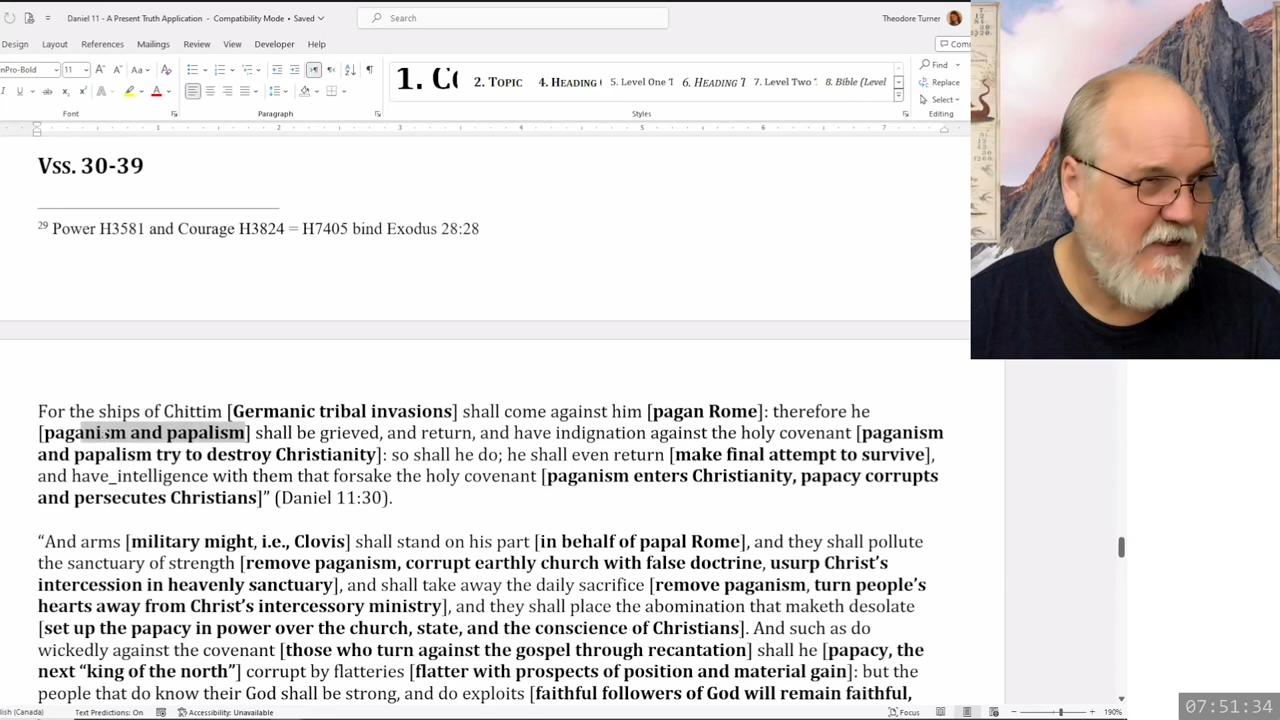 Daniel 11 - A Present Truth Application - Compatibility Mode • Saved
Search
Theodore Turner
Design Layout References Mailings Review View Developer Help
nPro-Bold 11
1. 2. TOPIC 4. HEADING 5. Level One 6. HEADING 7. Level Two 8. Bible (Level
Find
Replace
Select
Font Paragraph Styles Editing
1 2 3 4 5 6 7
Vss. 30-39
29 Power H3581 and Courage H3824 = H7405 bind Exodus 28:28
For the ships of Chittim [Germanic tribal invasions] shall come against him [pagan Rome]: therefore he
[paganism and papalism] shall be grieved, and return, and have indignation against the holy covenant [paganism
and papalism try to destroy Christianity]: so shall he do; he shall even return [make final attempt to survive],
and have_intelligence with them that forsake the holy covenant [paganism enters Christianity, papacy corrupts
and persecutes Christians]” (Daniel 11:30).
“And arms [military might, i.e., Clovis] shall stand on his part [in behalf of papal Rome], and they shall pollute
the sanctuary of strength [remove paganism, corrupt earthly church with false doctrine, usurp Christ’s
intercession in heavenly sanctuary], and shall take away the daily sacrifice [remove paganism, turn people’s
hearts away from Christ’s intercessory ministry], and they shall place the abomination that maketh desolate
[set up the papacy in power over the church, state, and the conscience of Christians]. And such as do
wickedly against the covenant [those who turn against the gospel through recantation] shall he [papacy, the
next “king of the north”] corrupt by flatteries [flatter with prospects of position and material gain]: but the
people that do know their God shall be strong, and do exploits [faithful followers of God will remain faithful,
lish (Canada) Text Predictions: On Accessibility: Unavailable Focus 190%
07:51:34